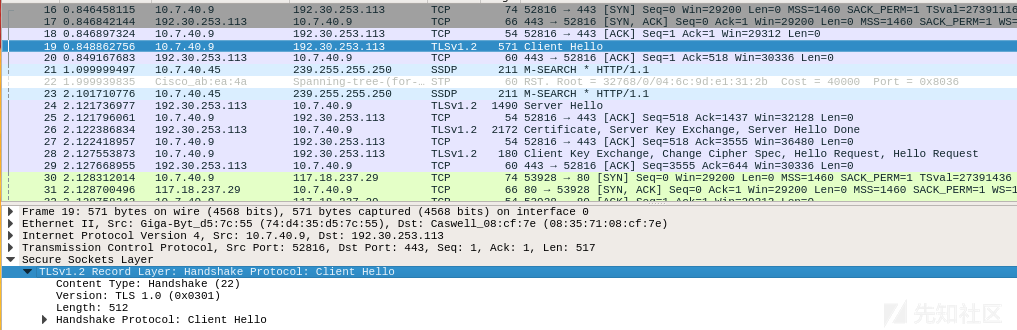 16 0.846458115 10.7.40.9 192.30.253.113 TCP 74 52816 → 443 [SYN] Seq=0 Win=29200 Len=0 MSS=1460 SACK_PERM=1 TSval=27391116
17 0.846842144 192.30.253.113 10.7.40.9 TCP 66 443 → 52816 [SYN, ACK] Seq=0 Ack=1 Win=29200 Len=0 MSS=1460 SACK_PERM=1 WS=
18 0.846897324 10.7.40.9 192.30.253.113 TCP 54 52816 → 443 [ACK] Seq=1 Ack=1 Win=29312 Len=0
19 0.848862756 10.7.40.9 192.30.253.113 TLSv1.2 571 Client Hello
20 0.849167683 192.30.253.113 10.7.40.9 TCP 60 443 → 52816 [ACK] Seq=1 Ack=518 Win=30336 Len=0
21 1.099999497 10.7.40.45 239.255.255.250 SSDP 211 M-SEARCH * HTTP/1.1
22 1.999939835 Cisco_ab:ea:4a Spanning-tree-(for-… STP 60 RST. Root = 32768/0/04:6c:9d:e1:31:2b Cost = 40000 Port = 0x8036
23 2.101710776 10.7.40.45 239.255.255.250 SSDP 211 M-SEARCH * HTTP/1.1
24 2.121736977 192.30.253.113 10.7.40.9 TLSv1.2 1490 Server Hello
25 2.121796061 10.7.40.9 192.30.253.113 TCP 54 52816 → 443 [ACK] Seq=518 Ack=1437 Win=32128 Len=0
26 2.122386834 192.30.253.113 10.7.40.9 TLSv1.2 2172 Certificate, Server Key Exchange, Server Hello Done
27 2.122418957 10.7.40.9 192.30.253.113 TCP 54 52816 → 443 [ACK] Seq=518 Ack=3555 Win=36480 Len=0
28 2.127553873 10.7.40.9 192.30.253.113 TLSv1.2 180 Client Key Exchange, Change Cipher Spec, Hello Request, Hello Request
29 2.127668955 192.30.253.113 10.7.40.9 TCP 60 443 → 52816 [ACK] Seq=3555 Ack=644 Win=30336 Len=0
30 2.128312014 10.7.40.9 117.18.237.29 TCP 74 53928 → 80 [SYN] Seq=0 Win=29200 Len=0 MSS=1460 SACK_PERM=1 TSval=27391436
31 2.128700496 117.18.237.29 10.7.40.9 TCP 66 80 → 53928 [SYN, ACK] Seq=0 Ack=1 Win=29200 Len=0 MSS=1460 SACK_PERM=1 WS=1
Frame 19: 571 bytes on wire (4568 bits), 571 bytes captured (4568 bits) on interface 0
Ethernet II, Src: Giga-Byt_d5:7c:55 (74:d4:35:d5:7c:55), Dst: Caswell_08:cf:7e (08:35:71:08:cf:7e)
Internet Protocol Version 4, Src: 10.7.40.9, Dst: 192.30.253.113
Transmission Control Protocol, Src Port: 52816, Dst Port: 443, Seq: 1, Ack: 1, Len: 517
Secure Sockets Layer
TLSv1.2 Record Layer: Handshake Protocol: Client Hello
Content Type: Handshake (22)
Version: TLS 1.0 (0x0301)
Length: 512
Handshake Protocol: Client Hello
先知社区